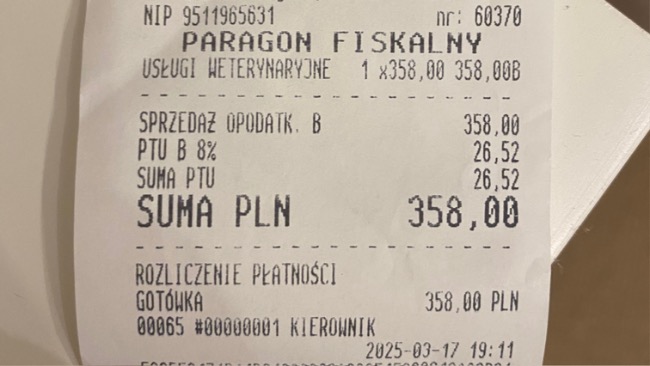 NIP 9511965631 nr: 60370
PARAGON FISKALNY
USŁUGI WETERYNARYJNE 1 x358,00 358,00B
SPRZEDAŻ OPODATK. B 358,00
PTU B 8% 26,52
SUMA PTU 26,52
SUMA PLN 358,00
ROZLICZENIE PŁATNOŚCI
GOTÓWKA 358,00 PLN
00065 #00000001 KIEROWNIK
2025-03-17 19:11